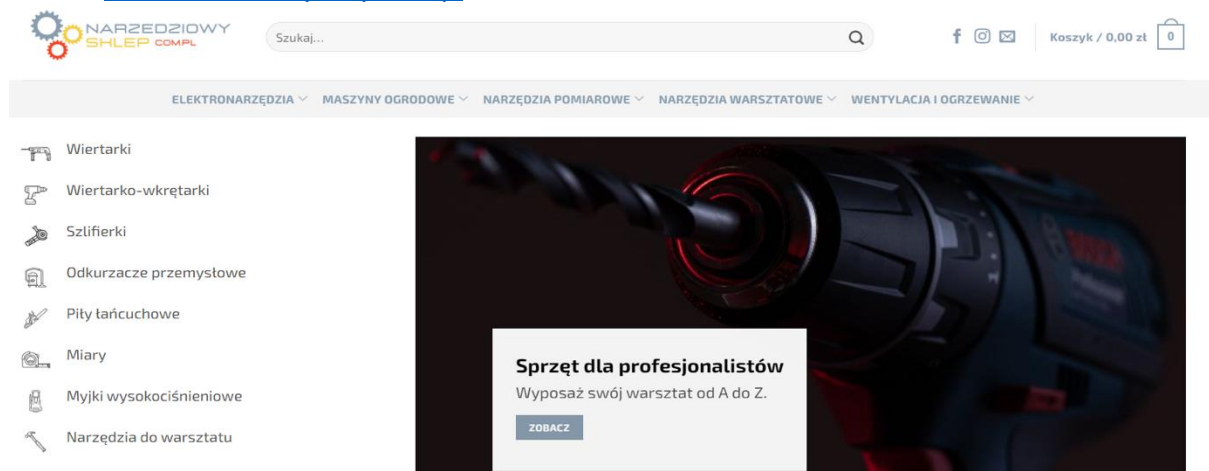 NARZEDZIOWY
SHLEP COM.PL
Szukaj...
Koszyk / 0,00 zł 0
ELEKTRONARZĘDZIA MASZYNY OGRODOWE NARZĘDZIA POMIAROWE NARZĘDZIA WARSZTATOWE WENTYLACJA I OGRZEWANIE
Wiertarki
Wiertarko-wkrętarki
Szlifierki
Odkurzacze przemysłowe
Piły łańcuchowe
Miary
Myjki wysokociśnieniowe
Narzędzia do warsztatu
Sprzęt dla profesjonalistów
Wyposaż swój warsztat od A do Z.
ZOBACZ